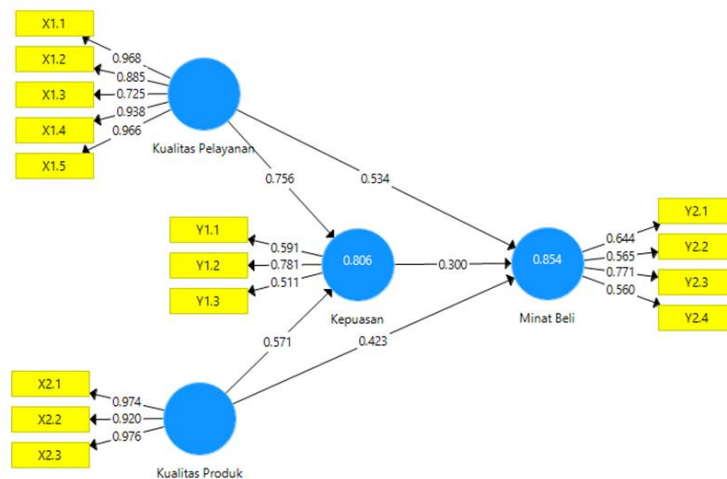 X1.1
X1.2
X1.3
X1.4
X1.5
0.968
0.885
0.725
0.938
0.966
Kualitas Pelayanan
0.756
0.534
Y1.1
Y1.2
Y1.3
0.591
0.781
0.511
0.806
Kepuasan
0.300
0.854
Minat Beli
0.644
0.565
0.771
0.560
Y2.1
Y2.2
Y2.3
Y2.4
0.571
0.423
X2.1
X2.2
X2.3
0.974
0.920
0.976
Kualitas Produk